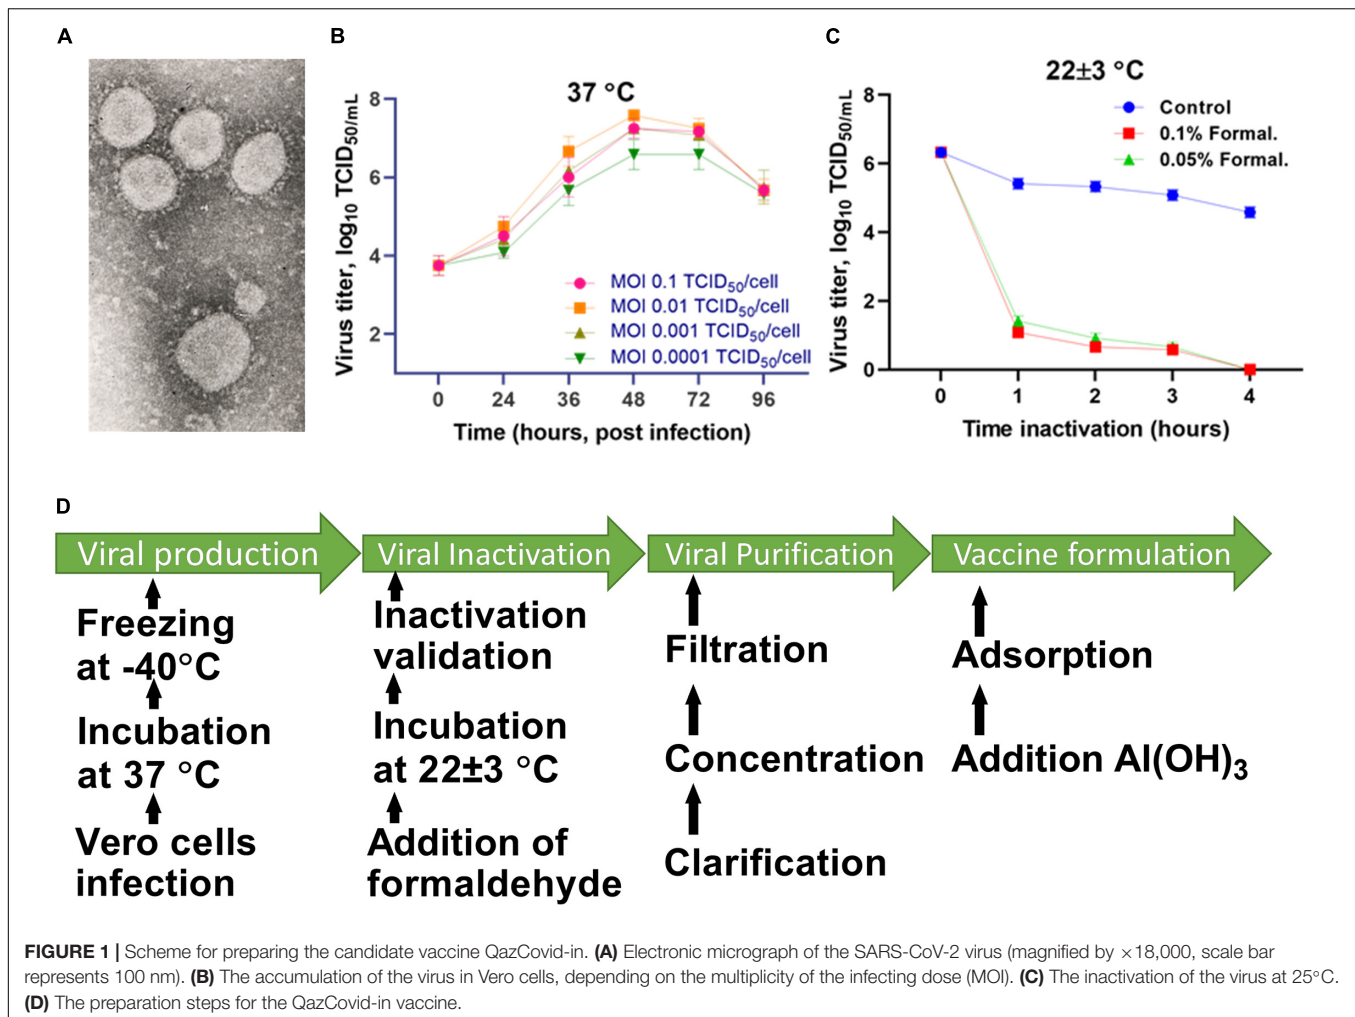 A
B
37 °C
8
6
4
2
Virus titer, log10 TCID50/mL
MOI 0.1 TCID50/cell
MOI 0.01 TCID50/cell
MOI 0.001 TCID50/cell
MOI 0.0001 TCID50/cell
0 24 36 48 72 96
Time (hours, post infection)
C
22±3 °C
8
6
4
2
0
Virus titer, log10 TCID50/mL
Control
0.1% Formal.
0.05% Formal.
0 1 2 3 4
Time inactivation (hours)
D
Viral production
Freezing
at -40°C
Incubation
at 37 °C
Vero cells
infection
Viral Inactivation
Inactivation
validation
Incubation
at 22±3 °C
Addition of
formaldehyde
Viral Purification
Filtration
Concentration
Clarification
Vaccine formulation
Adsorption
Addition Al(OH)3
FIGURE 1 | Scheme for preparing the candidate vaccine QazCovid-in. (A) Electronic micrograph of the SARS-CoV-2 virus (magnified by ×18,000, scale bar
represents 100 nm). (B) The accumulation of the virus in Vero cells, depending on the multiplicity of the infecting dose (MOI). (C) The inactivation of the virus at 25°C.
(D) The preparation steps for the QazCovid-in vaccine.